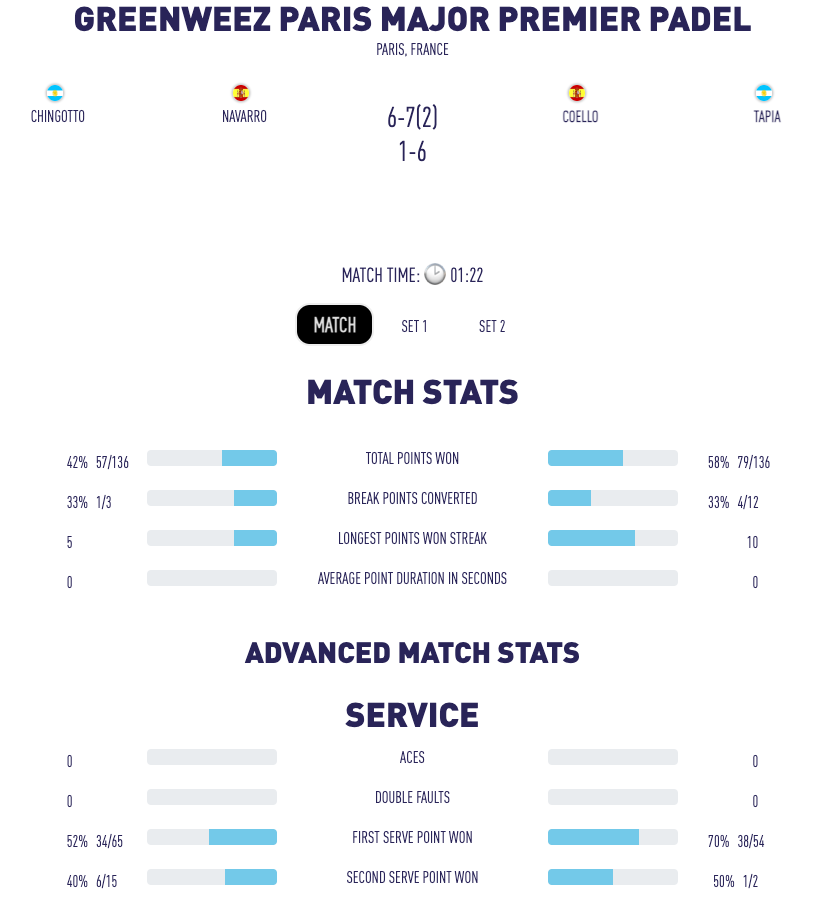 GREENWEEZ PARIS MAJOR PREMIER PADEL
PARIS, FRANCE
CHINGOTTO NAVARRO COELLO TAPIA
6-7(2)
1-6
MATCH TIME: 01:22
MATCH SET 1 SET 2
MATCH STATS
42% 57/136 TOTAL POINTS WON 58% 79/136
33% 1/3 BREAK POINTS CONVERTED 33% 4/12
5 LONGEST POINTS WON STREAK 10
0 AVERAGE POINT DURATION IN SECONDS 0
ADVANCED MATCH STATS
SERVICE
0 ACES 0
0 DOUBLE FAULTS 0
52% 34/65 FIRST SERVE POINT WON 70% 38/54
40% 6/15 SECOND SERVE POINT WON 50% 1/2